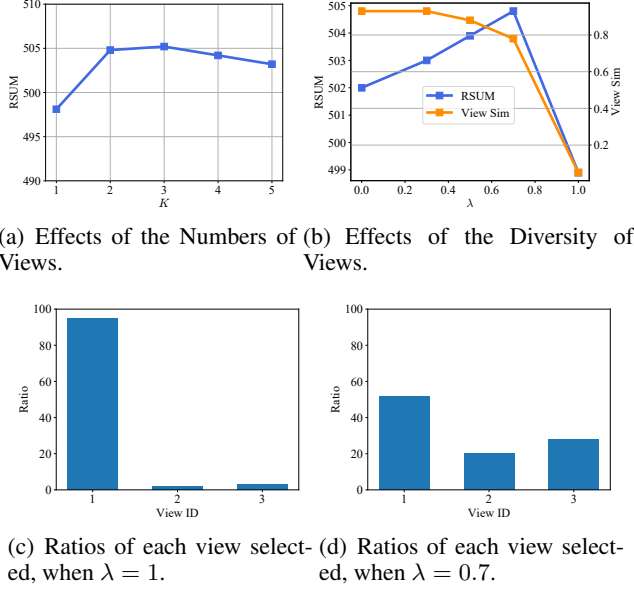 510
505
500
495
490
RSUM
1 2 3 4 5
K
505
504
503
502
501
500
499
RSUM
0.8
0.6
0.4
0.2
View Sim
RSUM
View Sim
0.0 0.2 0.4 0.6 0.8 1.0
λ
(a) Effects of the Numbers of
Views.
(b) Effects of the Diversity of
Views.
100
80
60
40
20
0
Ratio
1 2 3
View ID
100
80
60
40
20
0
Ratio
1 2 3
View ID
(c) Ratios of each view select-
ed, when λ = 1.
(d) Ratios of each view select-
ed, when λ = 0.7.